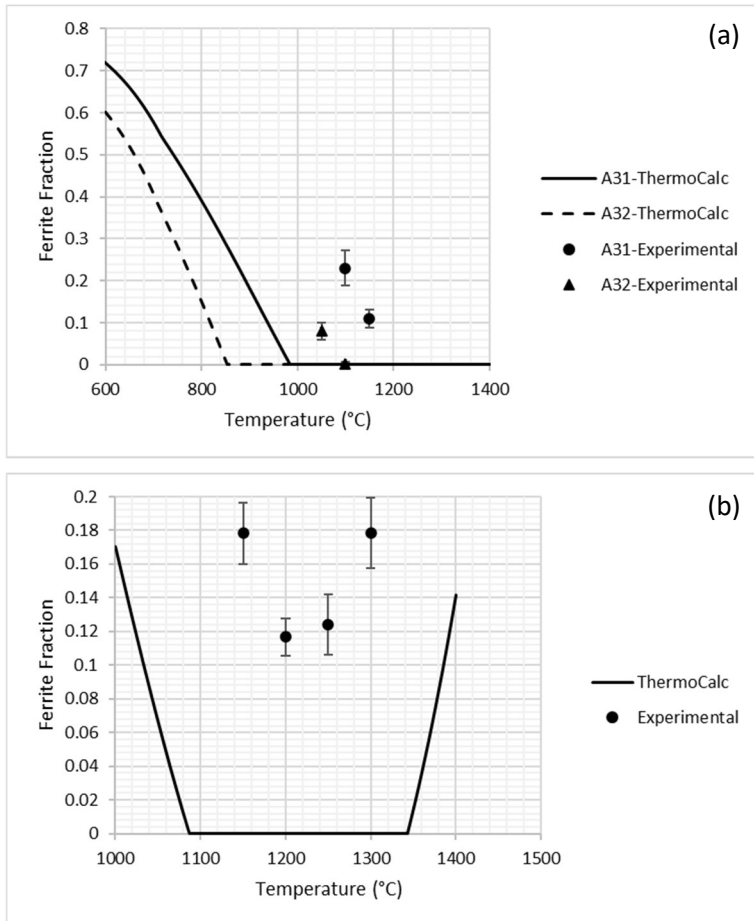 (a)
0.8
0.7
0.6
0.5
0.4
0.3
0.2
0.1
0
Ferrite Fraction
600 800 1000 1200 1400
Temperature (°C)
A31-ThermoCalc
A32-ThermoCalc
A31-Experimental
A32-Experimental
(b)
0.2
0.18
0.16
0.14
0.12
0.1
0.08
0.06
0.04
0.02
0
Ferrite Fraction
1000 1100 1200 1300 1400 1500
Temperature (°C)
ThermoCalc
Experimental